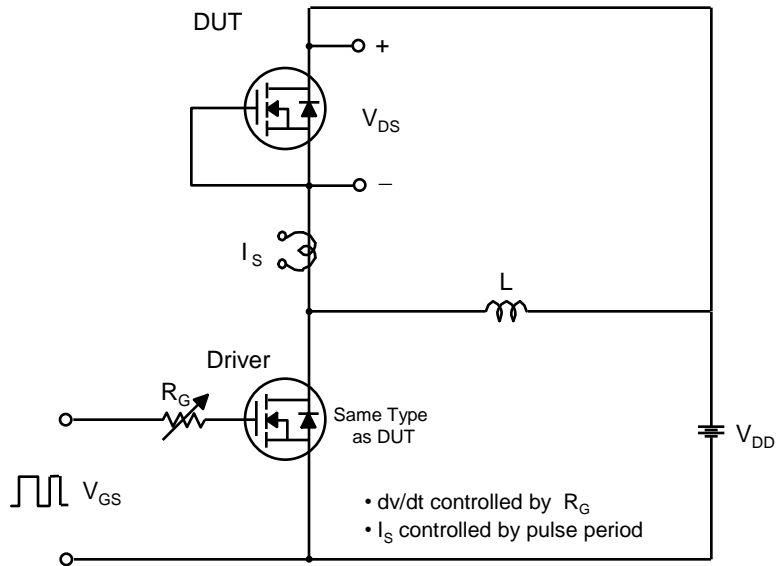 DUT
+
V_DS
−
I_S
L
Driver
R_G
Same Type
as DUT
V_DD
V_GS
• dv/dt controlled by R_G
• I_S controlled by pulse period